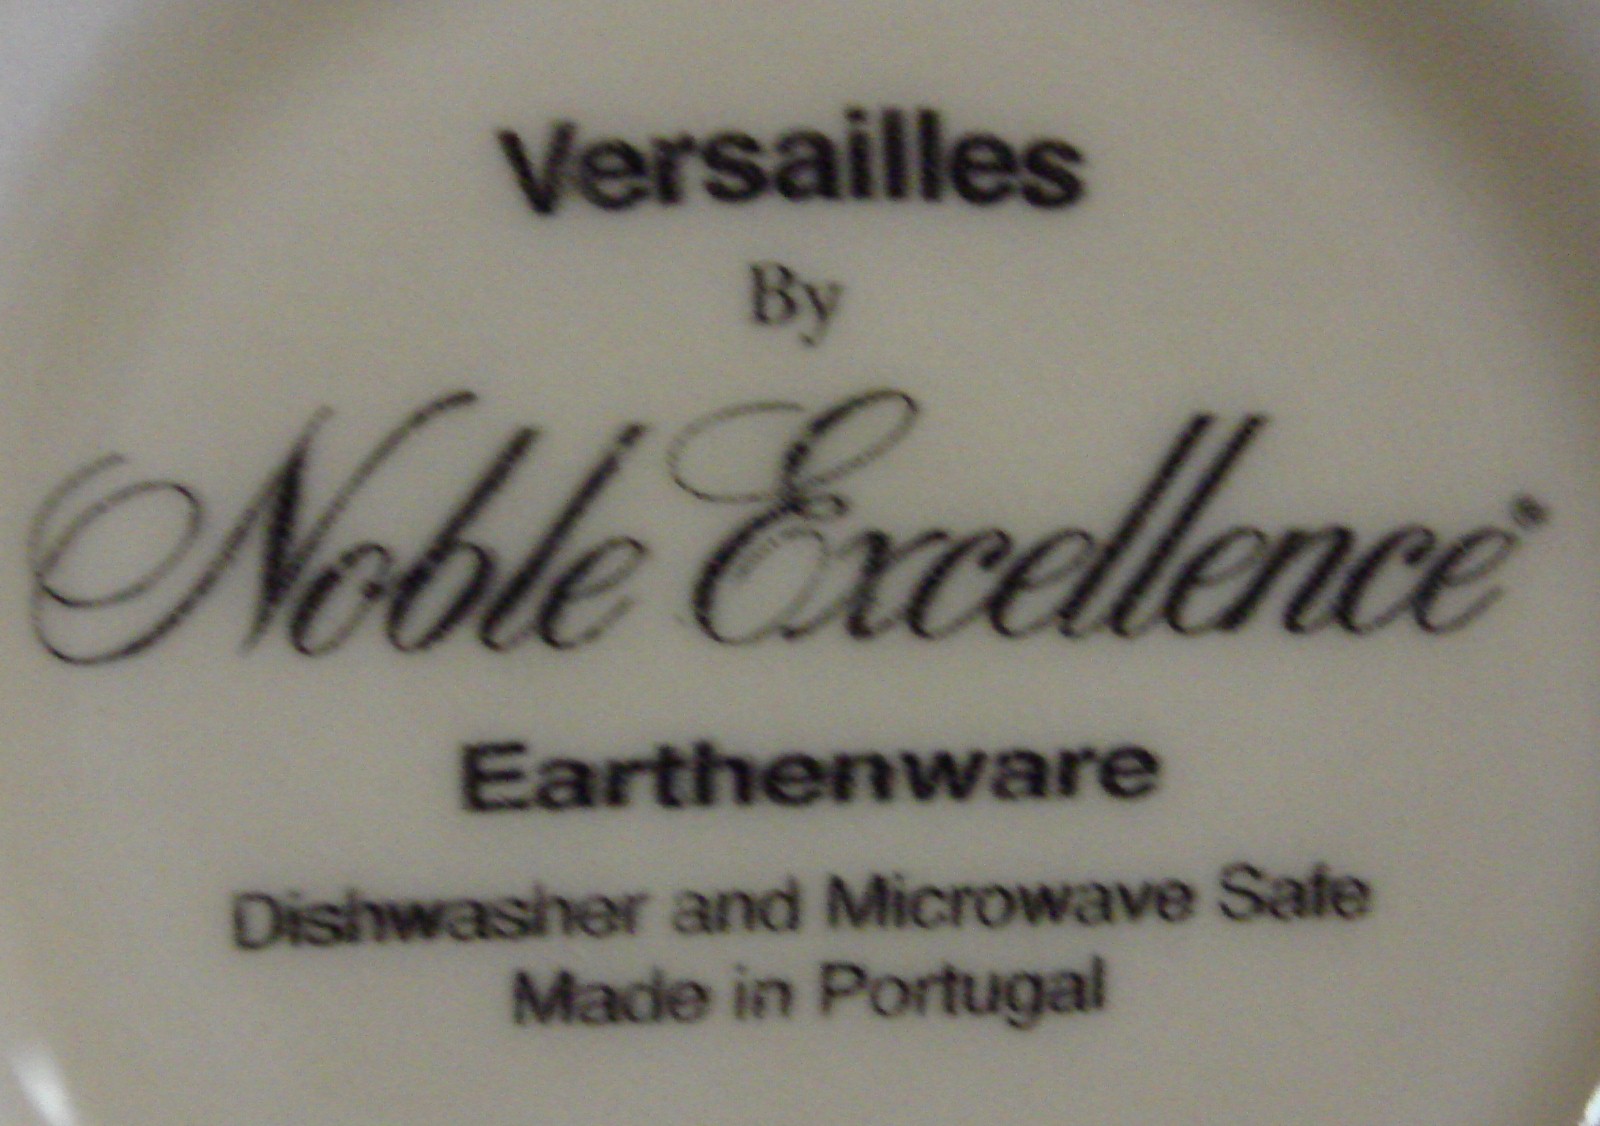 Versailles
By
Noble Excellence®
Earthenware
Dishwasher and Microwave Safe
Made in Portugal